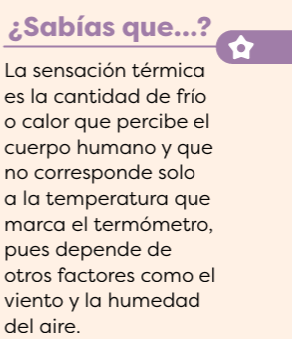 ¿Sabías que...?
La sensación térmica
es la cantidad de frío
o calor que percibe el
cuerpo humano y que
no corresponde solo
a la temperatura que
marca el termómetro,
pues depende de
otros factores como el
viento y la humedad
del aire.